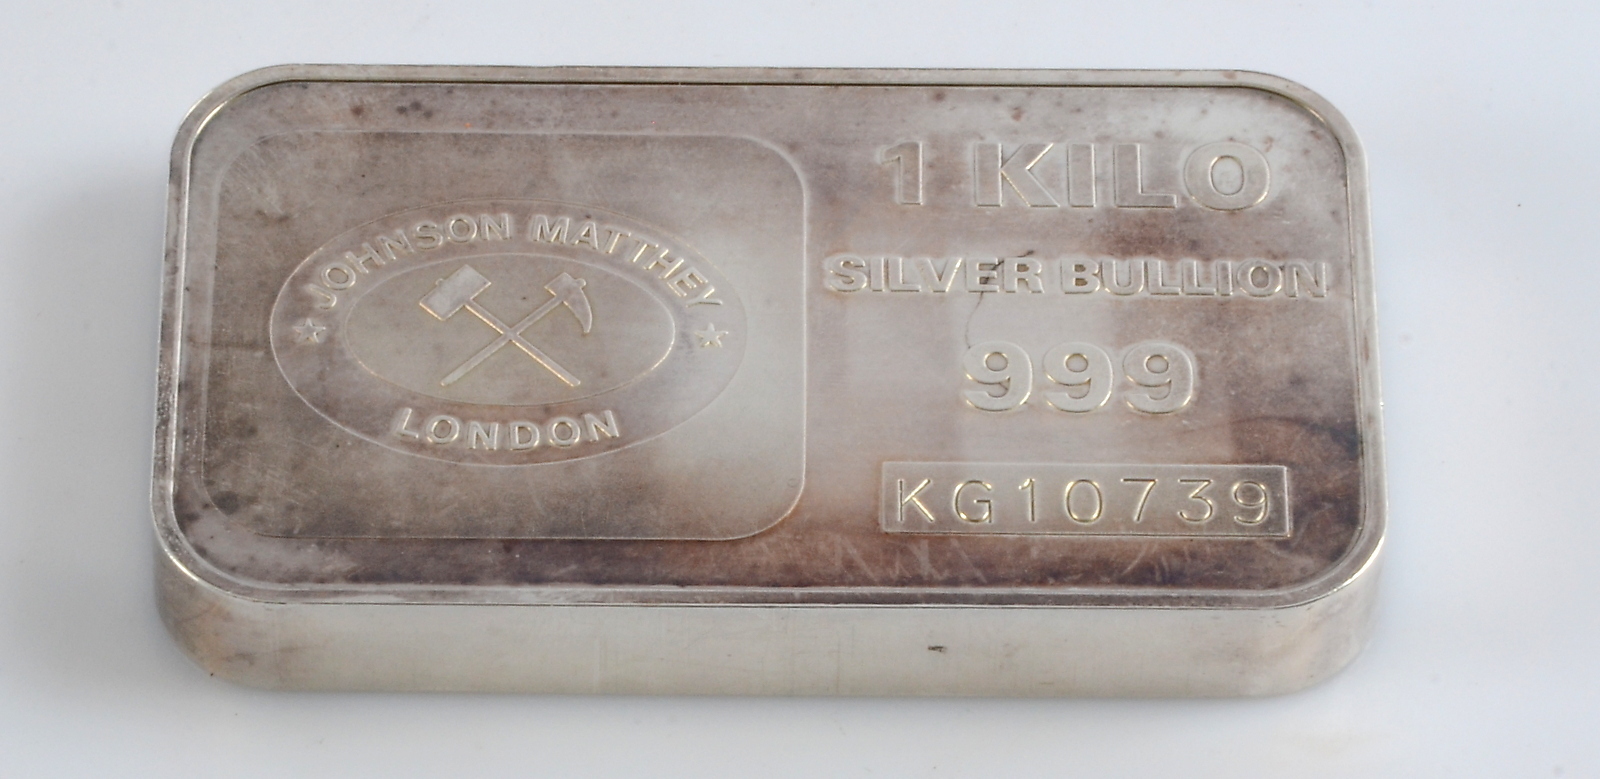 JOHNSON MATTHEY
LONDON
1 KILO
SILVER BULLION
999
KG10739